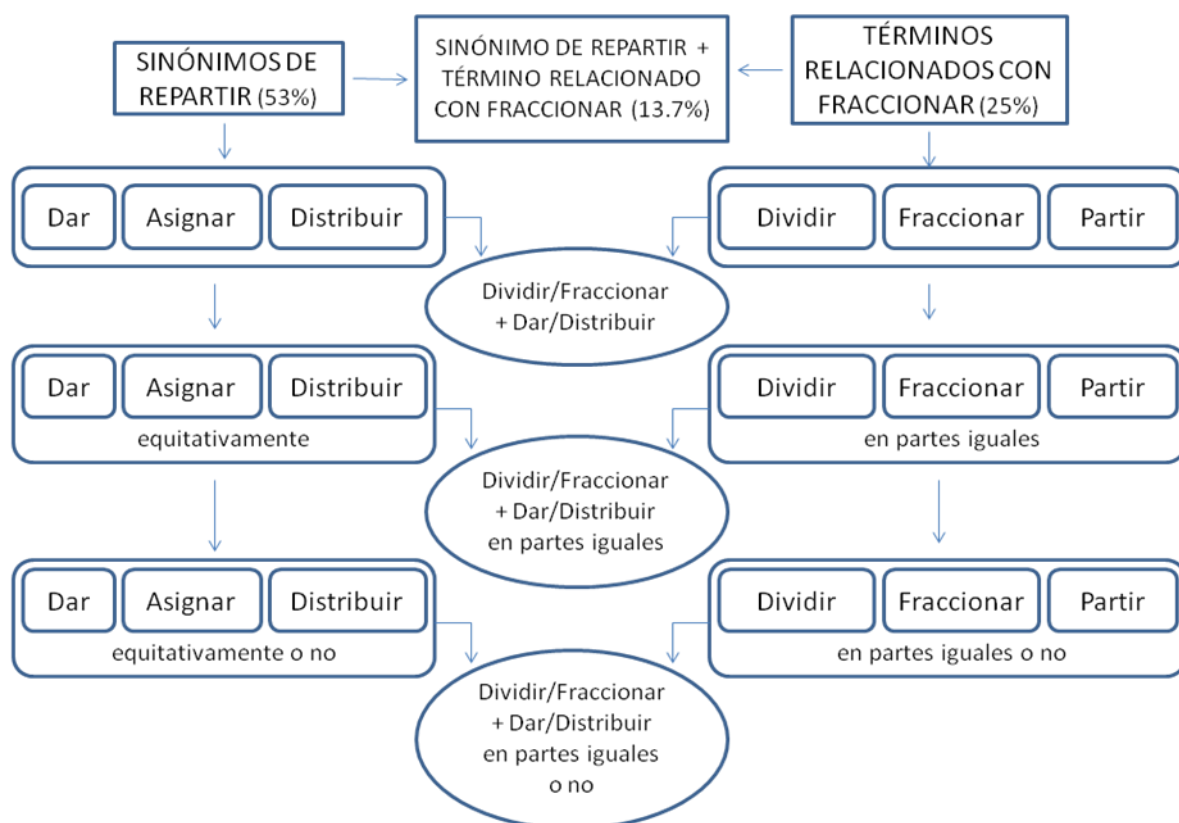 SINÓNIMOS DE
REPARTIR (53%)
SINÓNIMO DE REPARTIR +
TÉRMINO RELACIONADO
CON FRACCIONAR (13.7%)
TÉRMINOS
RELACIONADOS CON
FRACCIONAR (25%)
Dar Asignar Distribuir
Dividir Fraccionar Partir
Dividir/Fraccionar
+ Dar/Distribuir
Dar Asignar Distribuir
equitativamente
Dividir Fraccionar Partir
en partes iguales
Dividir/Fraccionar
+ Dar/Distribuir
en partes iguales
Dar Asignar Distribuir
equitativamente o no
Dividir Fraccionar Partir
en partes iguales o no
Dividir/Fraccionar
+ Dar/Distribuir
en partes iguales
o no